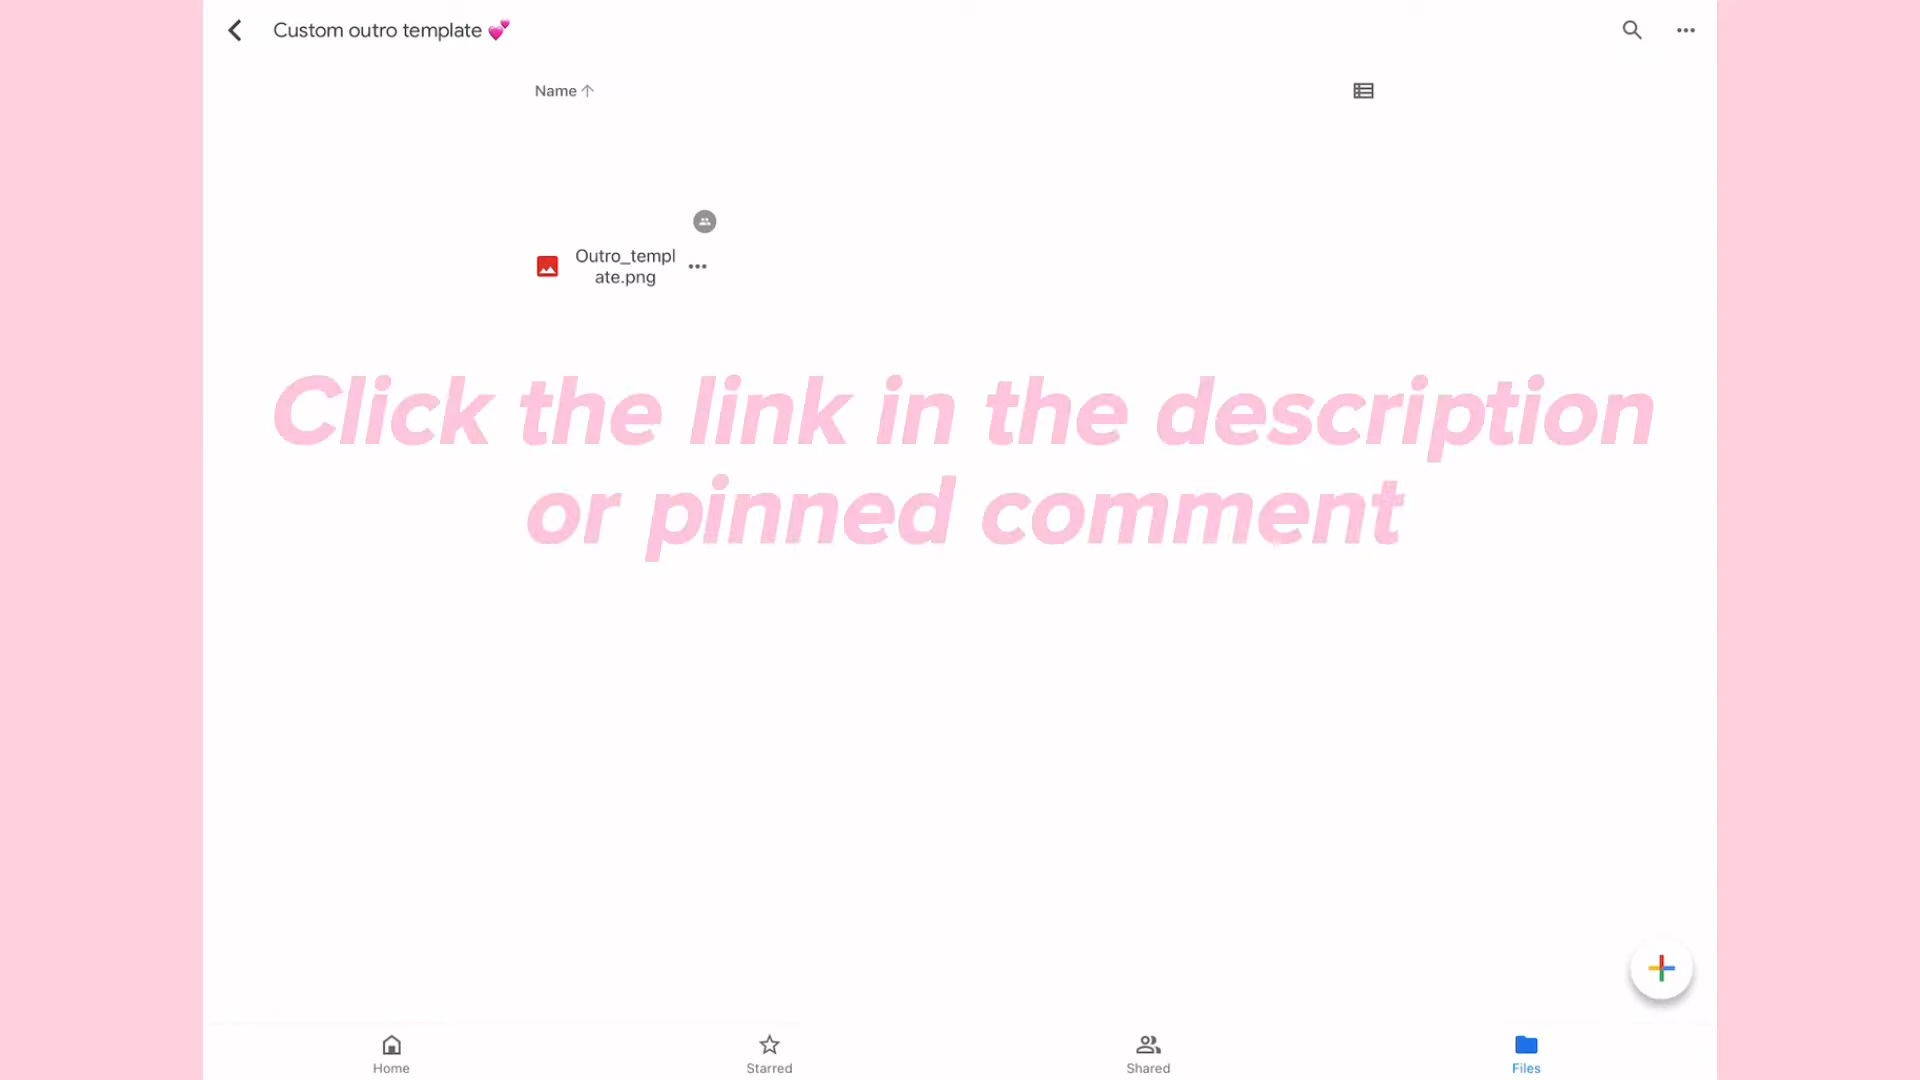 Custom outro template 💕
Name ↑
Outro_templ
ate.png
Click the link in the description
or pinned comment
Home
Starred
Shared
Files